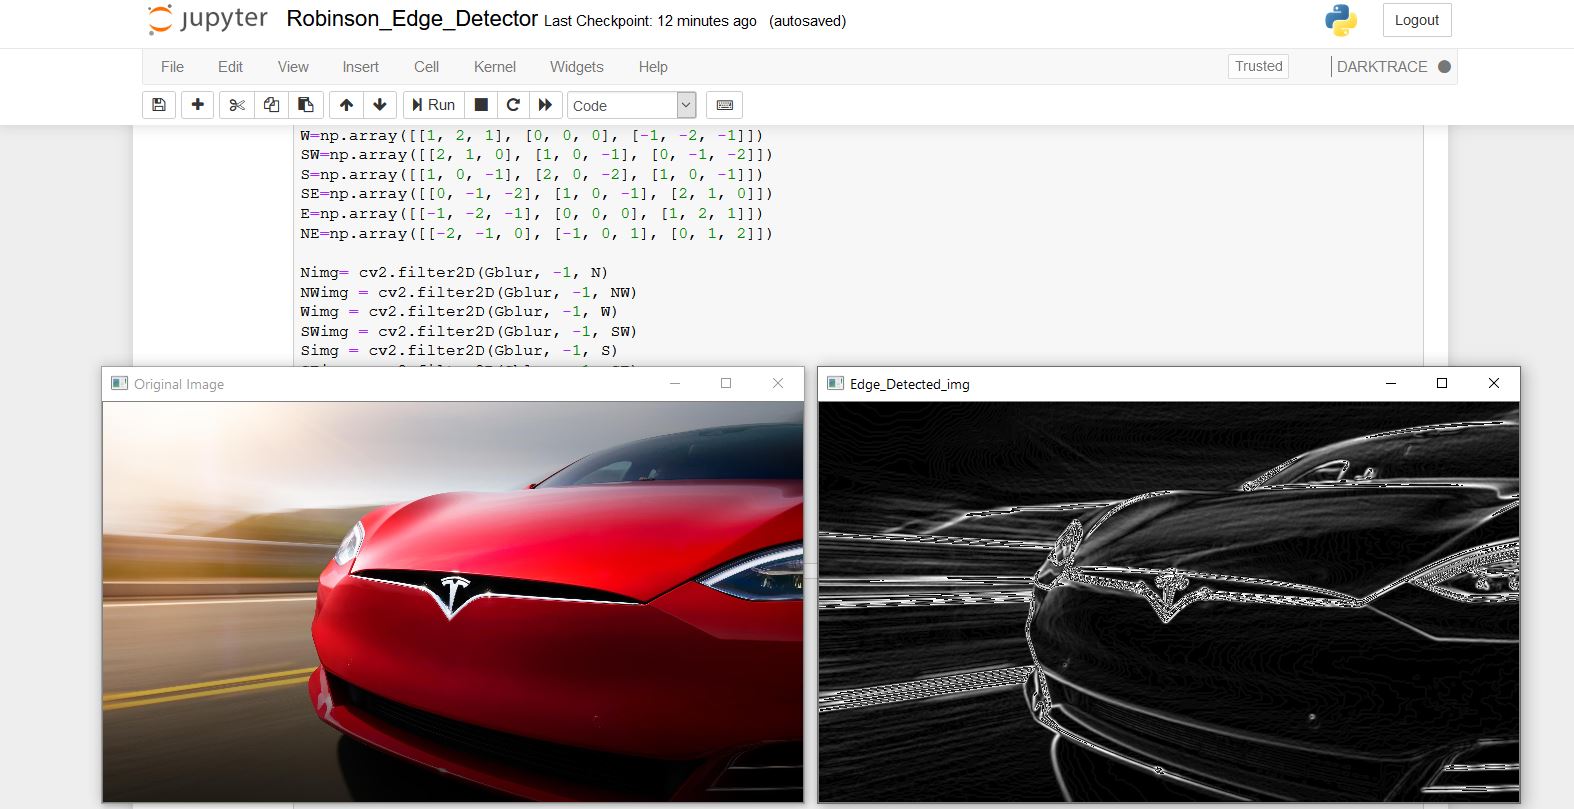 jupyter Robinson_Edge_Detector Last Checkpoint: 12 minutes ago (autosaved)
Logout
File Edit View Insert Cell Kernel Widgets Help
Trusted
DARKTRACE
Run
Code
W=np.array([[1, 2, 1], [0, 0, 0], [-1, -2, -1]])
SW=np.array([[2, 1, 0], [1, 0, -1], [0, -1, -2]])
S=np.array([[1, 0, -1], [2, 0, -2], [1, 0, -1]])
SE=np.array([[0, -1, -2], [1, 0, -1], [2, 1, 0]])
E=np.array([[-1, -2, -1], [0, 0, 0], [1, 2, 1]])
NE=np.array([[-2, -1, 0], [-1, 0, 1], [0, 1, 2]])
Nimg= cv2.filter2D(Gblur, -1, N)
NWimg = cv2.filter2D(Gblur, -1, NW)
Wimg = cv2.filter2D(Gblur, -1, W)
SWimg = cv2.filter2D(Gblur, -1, SW)
Simg = cv2.filter2D(Gblur, -1, S)
Original Image
Edge_Detected_img